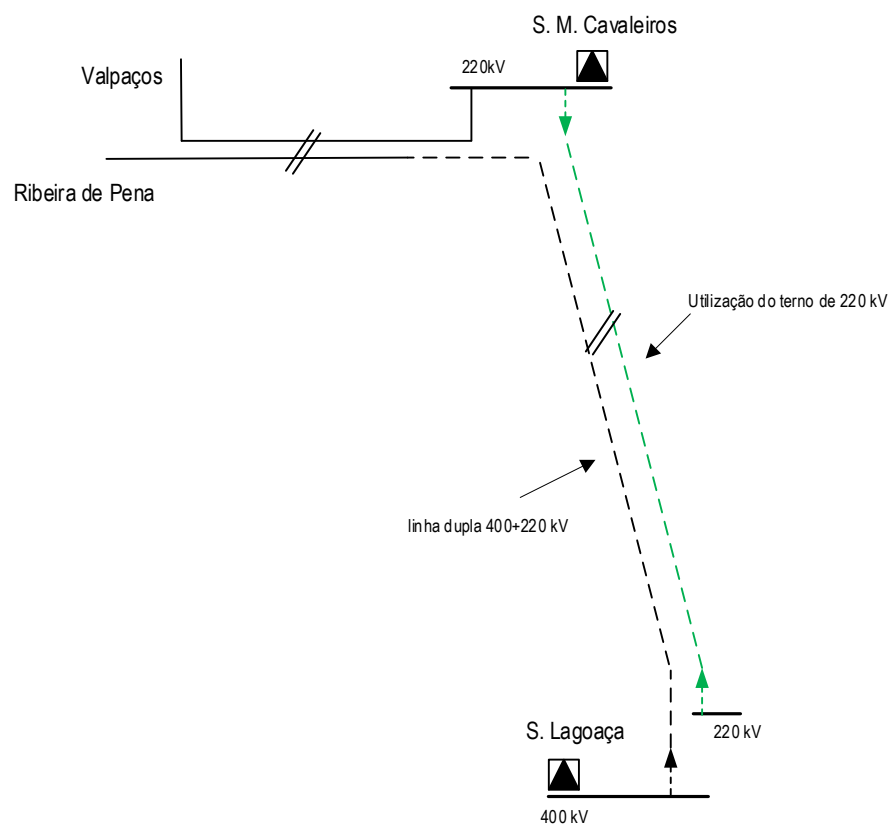 S. M. Cavaleiros
220kV
Valpaços
Ribeira de Pena
Utilização do terno de 220 kV
linha dupla 400+220 kV
S. Lagoaça
220 kV
400 kV